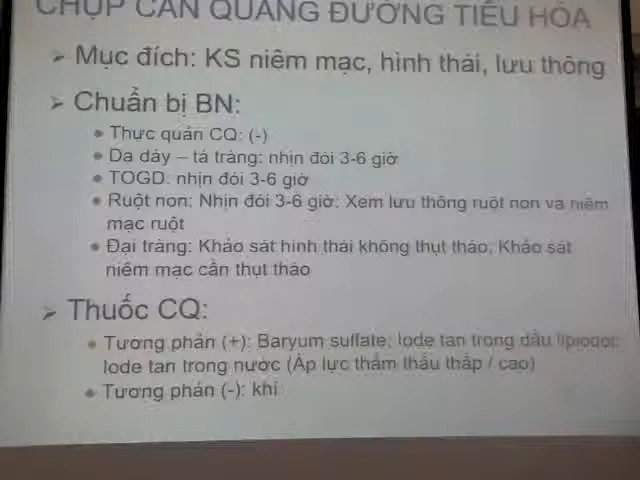 CHỤP CẢN QUANG ĐƯỜNG TIÊU HÓA
➢ Mục đích: KS niêm mạc, hình thái, lưu thông
➢ Chuẩn bị BN:
• Thực quản CQ: (-)
• Dạ dày – tá tràng: nhịn đói 3-6 giờ
• TOGD: nhịn đói 3-6 giờ
• Ruột non: Nhịn đói 3-6 giờ: Xem lưu thông ruột non và niêm
mạc ruột
• Đại tràng: Khảo sát hình thái không thụt tháo; Khảo sát
niêm mạc cần thụt tháo
➢ Thuốc CQ:
• Tương phản (+): Baryum sulfate; Iode tan trong dầu lipiodol;
Iode tan trong nước (Áp lực thẩm thấu thấp / cao)
• Tương phản (-): khí